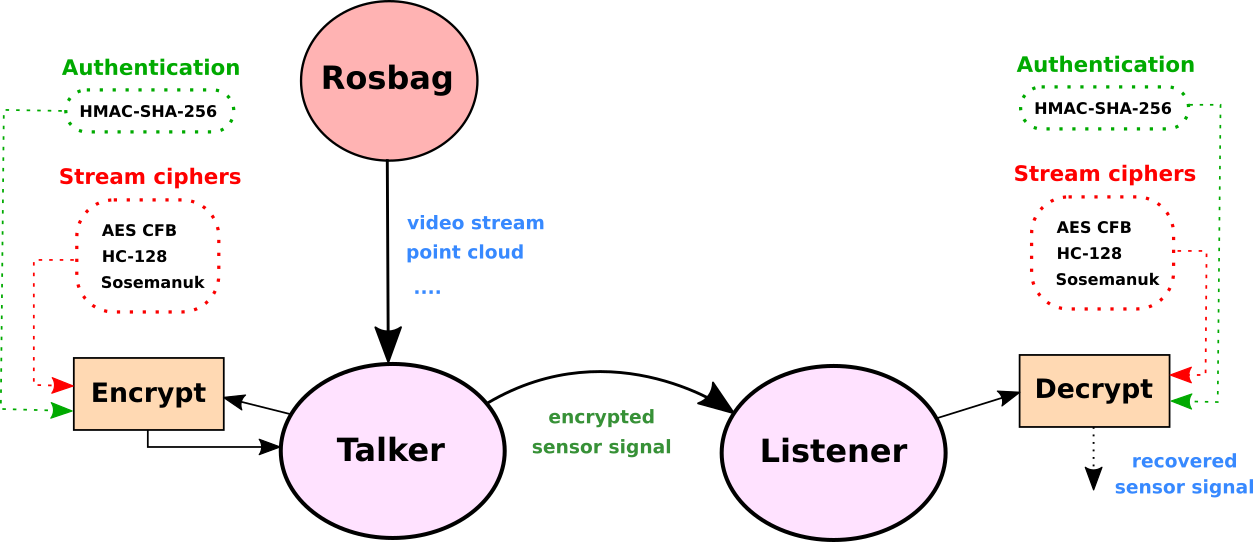 Rosbag
Authentication
HMAC-SHA-256
Stream ciphers
AES CFB
HC-128
Sosemanuk
Encrypt
video stream
point cloud
....
Talker
encrypted
sensor signal
Listener
Authentication
HMAC-SHA-256
Stream ciphers
AES CFB
HC-128
Sosemanuk
Decrypt
recovered
sensor signal